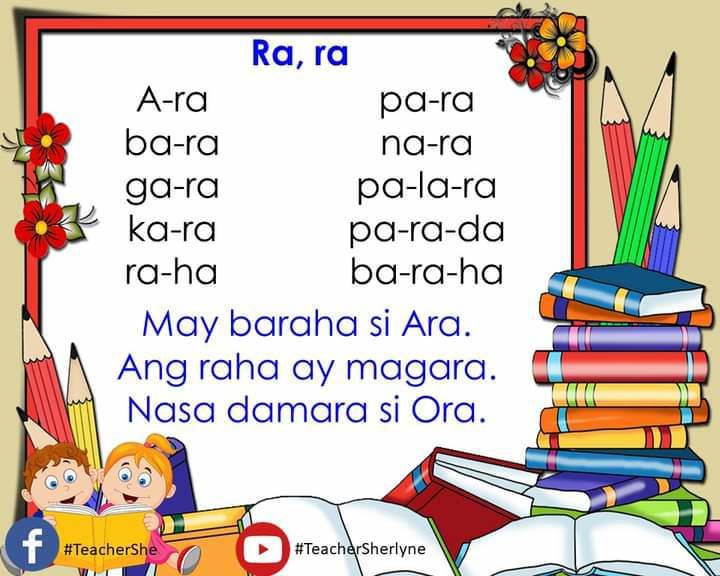 Ra, ra
A-ra
ba-ra
ga-ra
ka-ra
ra-ha
pa-ra
na-ra
pa-la-ra
pa-ra-da
ba-ra-ha
May baraha si Ara.
Ang raha ay magara.
Nasa damara si Ora.
f #TeacherShe
#TeacherSherlyne